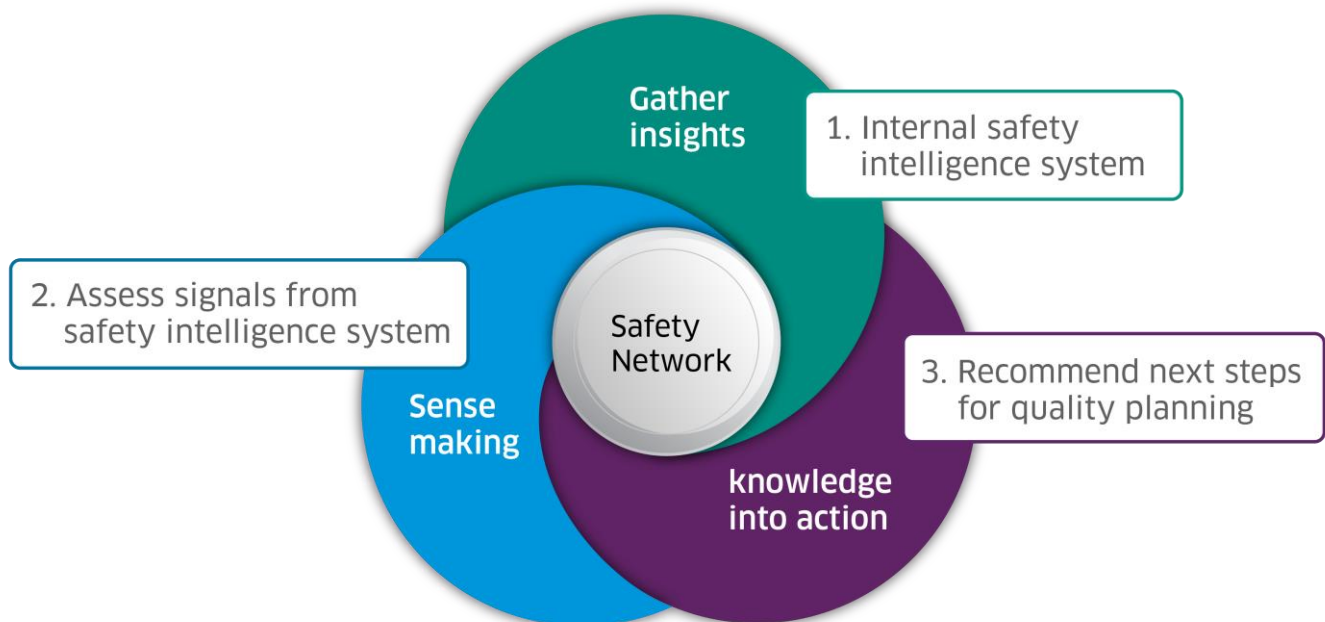 Gather
insights
1. Internal safety
intelligence system
2. Assess signals from
safety intelligence system
Safety
Network
3. Recommend next steps
for quality planning
Sense
making
knowledge
into action